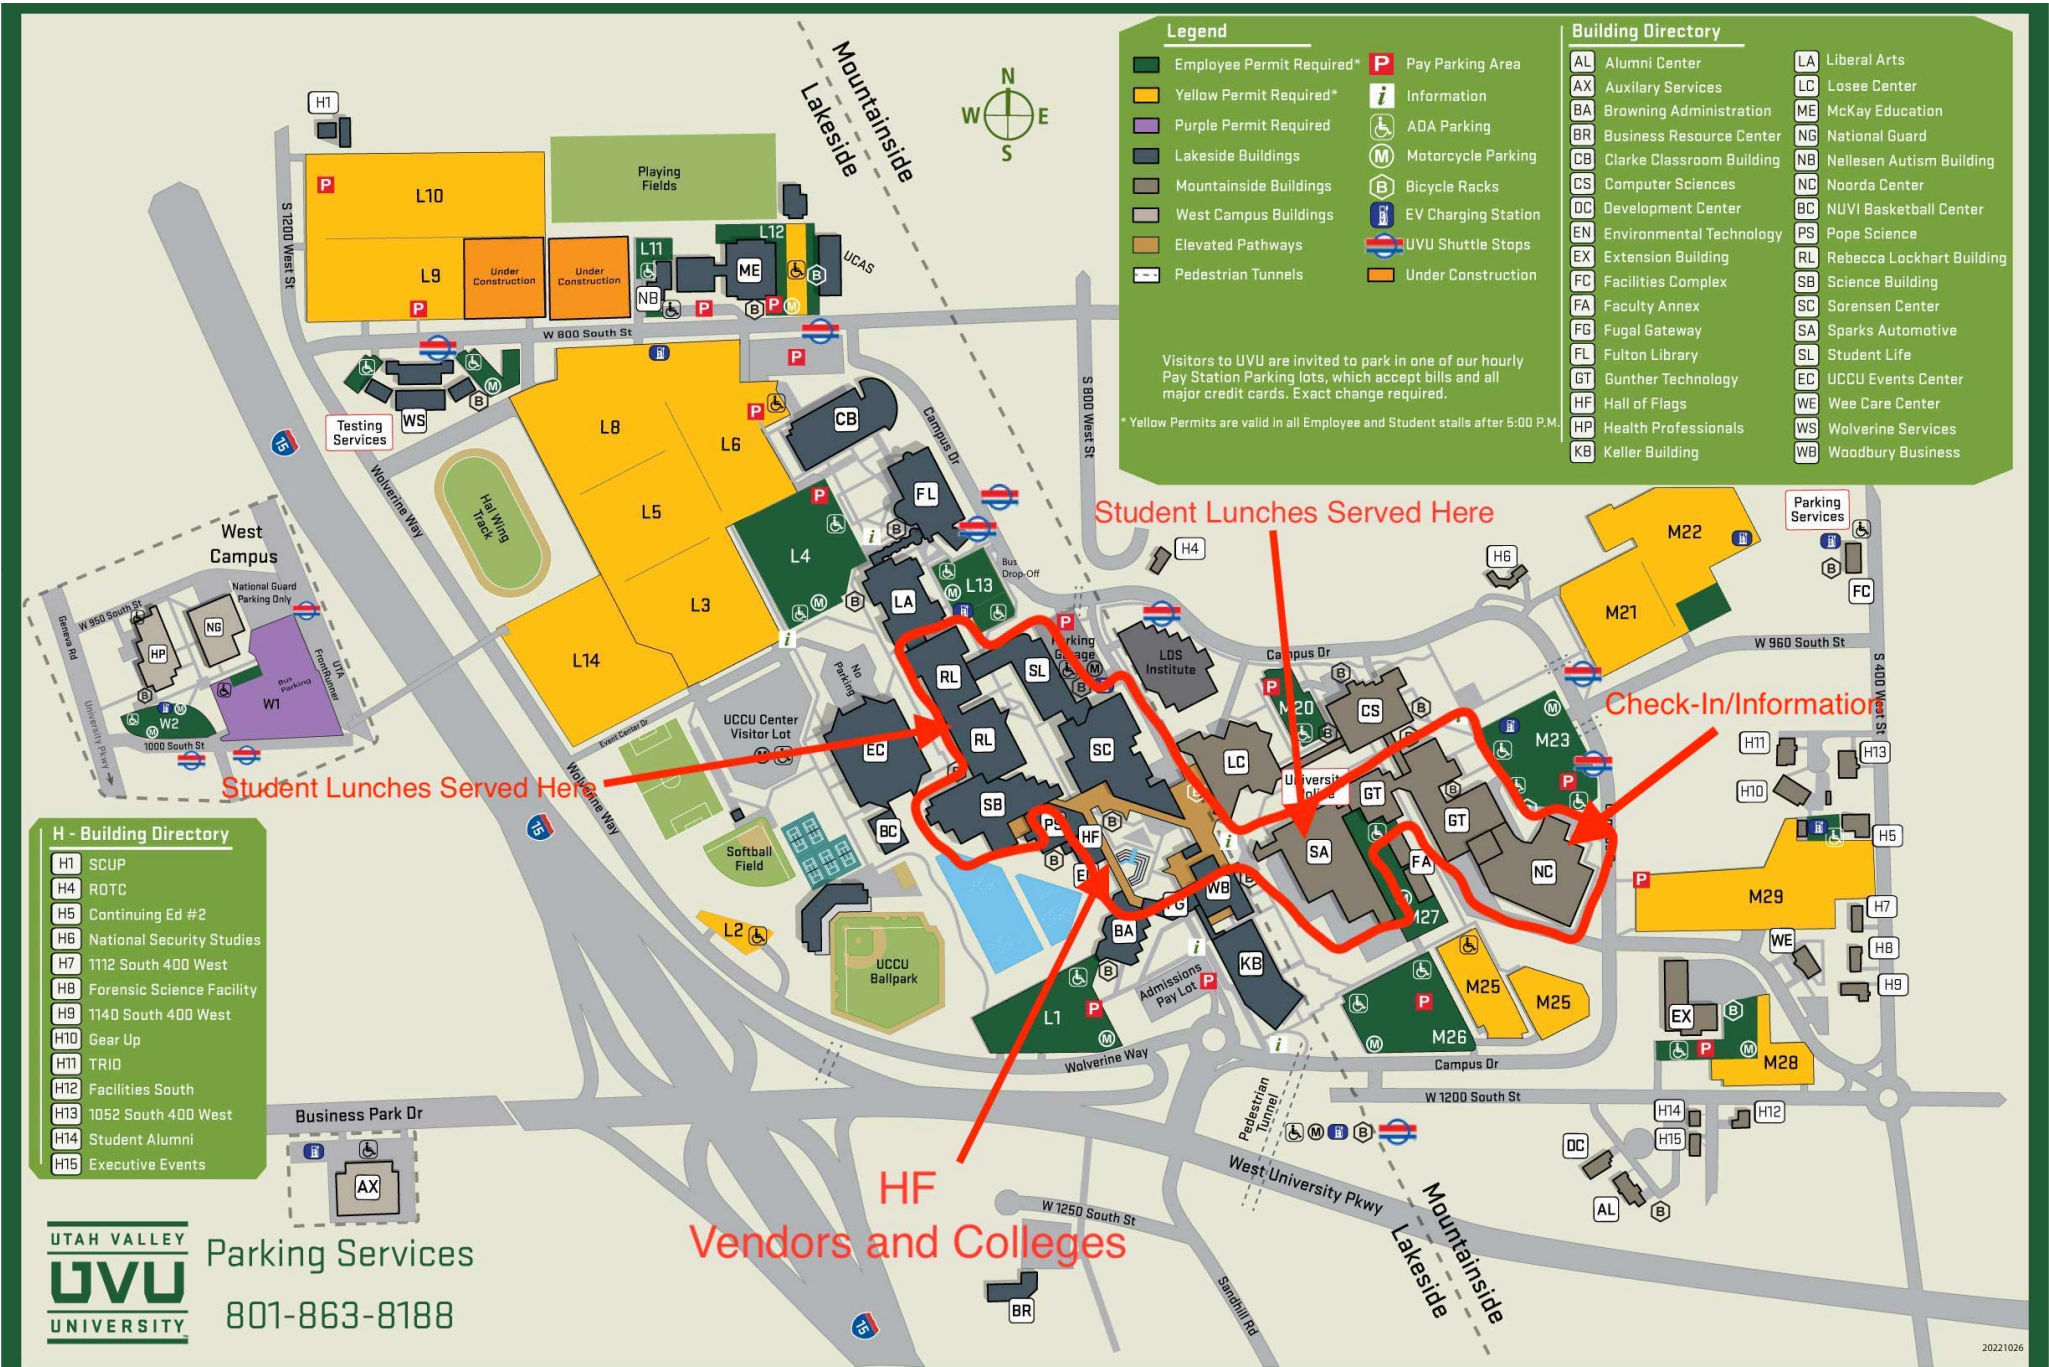 Legend
Employee Permit Required*
Yellow Permit Required*
Purple Permit Required
Lakeside Buildings
Mountainside Buildings
West Campus Buildings
Elevated Pathways
Pedestrian Tunnels
P Pay Parking Area
i Information
ADA Parking
M Motorcycle Parking
B Bicycle Racks
EV Charging Station
UVU Shuttle Stops
Under Construction
Visitors to UVU are invited to park in one of our hourly
Pay Station Parking lots, which accept bills and all
major credit cards. Exact change required.
* Yellow Permits are valid in all Employee and Student stalls after 5:00 P.M.
Building Directory
AL Alumni Center
AX Auxilary Services
BA Browning Administration
BR Business Resource Center
CB Clarke Classroom Building
CS Computer Sciences
DC Development Center
EN Environmental Technology
EX Extension Building
FC Facilities Complex
FA Faculty Annex
FG Fugal Gateway
FL Fulton Library
GT Gunther Technology
HF Hall of Flags
HP Health Professionals
KB Keller Building
LA Liberal Arts
LC Losee Center
ME McKay Education
NG National Guard
NB Nellesen Autism Building
NC Noorda Center
BC NUVI Basketball Center
PS Pope Science
RL Rebecca Lockhart Building
SB Science Building
SC Sorensen Center
SA Sparks Automotive
SL Student Life
EC UCCU Events Center
WE Wee Care Center
WS Wolverine Services
WB Woodbury Business
N
W E
S
Mountainside
Lakeside
H1
S 1200 West St
L10
L9
Under
Construction
Under
Construction
Playing
Fields
L11
L12
ME
NB
UCAS
W 800 South St
S 800 West St
Testing
Services
WS
15
Wolverine Way
Hal Wing
Track
L8
L6
L5
L4
L3
L14
CB
FL
LA
L13
Campus Dr
Bus
Drop-Off
West
Campus
National Guard
Parking Only
W 950 South St
Geneva Rd
NG
HP
Bus
Parking
W1
W2
UTA
FrontRunner
University Pkwy
1000 South St
Student Lunches Served Here
H4
H6
M22
M21
Parking
Services
FC
W 960 South St
S 400 West St
Parking
Garage
LDS
Institute
Campus Dr
M20
CS
M23
Check-In/Information
No
Parking
RL
SL
RL
SC
EC
LC
UCCU Center
Visitor Lot
Event Center Dr
Wolverine Way
Student Lunches Served Here
GT
GT
SB
PS
HF
BC
SA
FA
NC
WB
BA
KB
M27
H11
H13
H10
H5
M29
H7
WE
H8
H9
Softball
Field
L2
UCCU
Ballpark
15
L1
Admissions
Pay Lot
M25
M25
M26
EX
M28
Wolverine Way
Campus Dr
W 1200 South St
H14
H12
H15
DC
AL
H - Building Directory
H1 SCUP
H4 ROTC
H5 Continuing Ed #2
H6 National Security Studies
H7 1112 South 400 West
H8 Forensic Science Facility
H9 1140 South 400 West
H10 Gear Up
H11 TRIO
H12 Facilities South
H13 1052 South 400 West
H14 Student Alumni
H15 Executive Events
Business Park Dr
AX
Pedestrian
Tunnel
West University Pkwy
HF
Vendors and Colleges
W 1250 South St
BR
Sandhill Rd
Mountainside
Lakeside
15
UTAH VALLEY
UVU
UNIVERSITY
Parking Services
801-863-8188
20221026